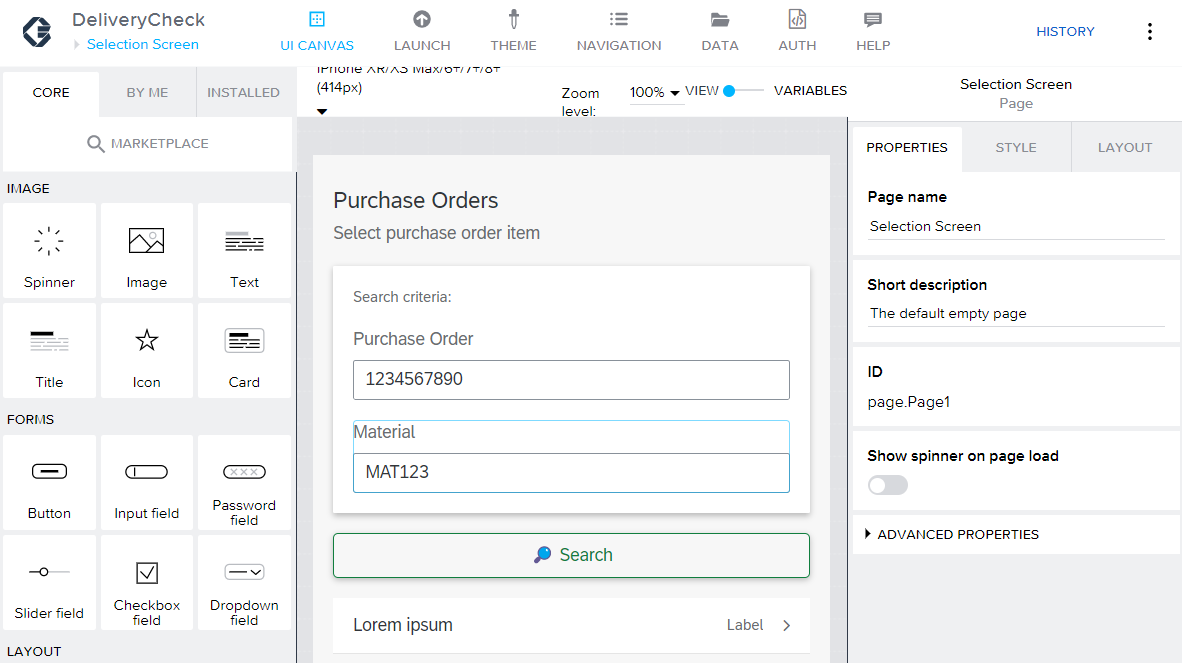 DeliveryCheck
Selection Screen
UI CANVAS
LAUNCH
THEME
NAVIGATION
DATA
AUTH
HELP
HISTORY
CORE
BY ME
INSTALLED
MARKETPLACE
IMAGE
Spinner
Image
Text
Title
Icon
Card
FORMS
Button
Input field
Password
field
Slider field
Checkbox
field
Dropdown
field
LAYOUT
iPhone XR/XS Max/6+/7+/8+
(414px)
Zoom
level:
100%
VIEW
VARIABLES
Purchase Orders
Select purchase order item
Search criteria:
Purchase Order
1234567890
Material
MAT123
Search
Lorem ipsum
Label
Selection Screen
Page
PROPERTIES
STYLE
LAYOUT
Page name
Selection Screen
Short description
The default empty page
ID
page.Page1
Show spinner on page load
ADVANCED PROPERTIES